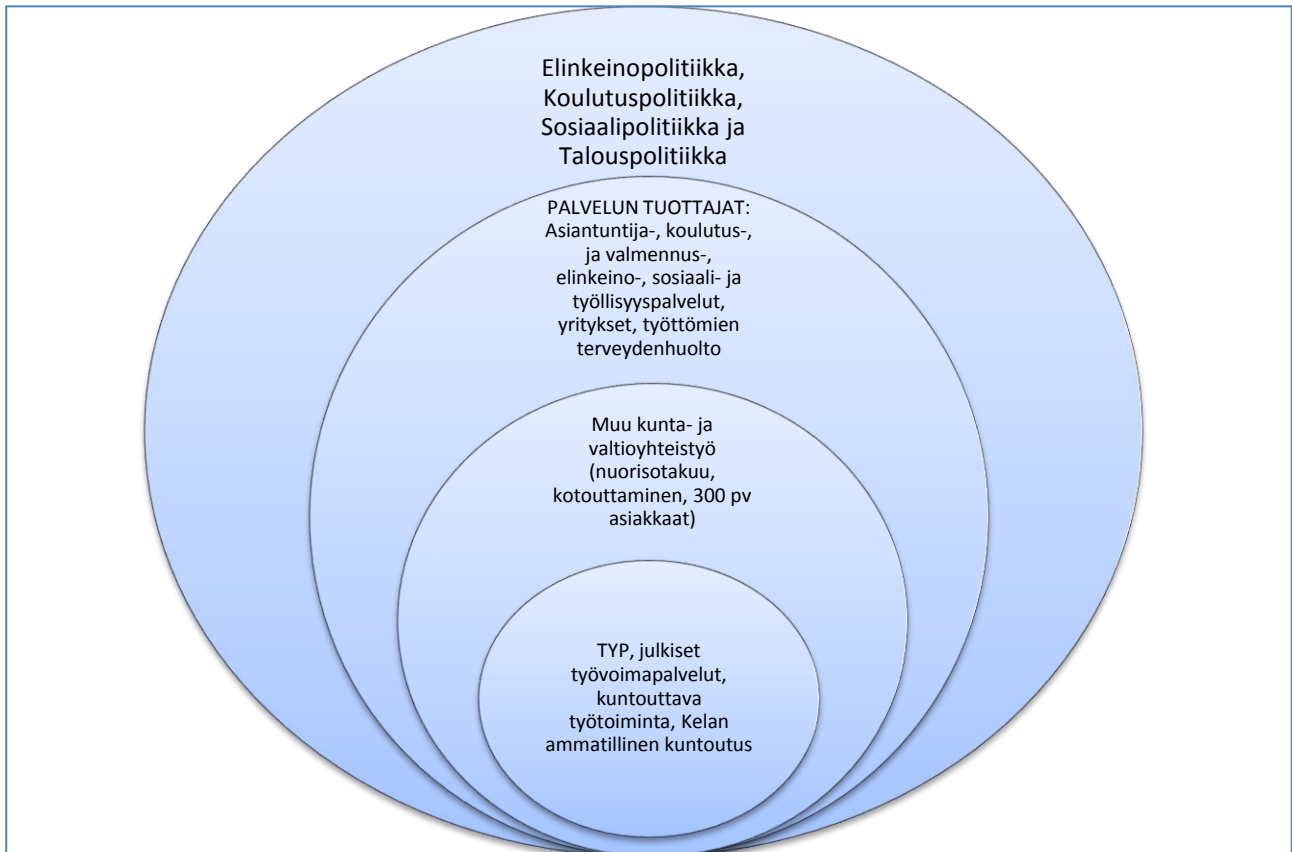 Elinkeinopolitiikka,
Koulutuspolitiikka,
Sosiaalipolitiikka ja
Talouspolitiikka
PALVELUN TUOTTAJAT:
Asiantuntija-, koulutus-,
ja valmennus-,
elinkeino-, sosiaali- ja
työllisyyspalvelut,
yritykset, työttömien
terveydenhuolto
Muu kunta- ja
valtioyhteistyö
(nuorisotakuu,
kotouttaminen, 300 pv
asiakkaat)
TYP, julkiset
työvoimapalvelut,
kuntouttava
työtoiminta, Kelan
ammatillinen kuntoutus